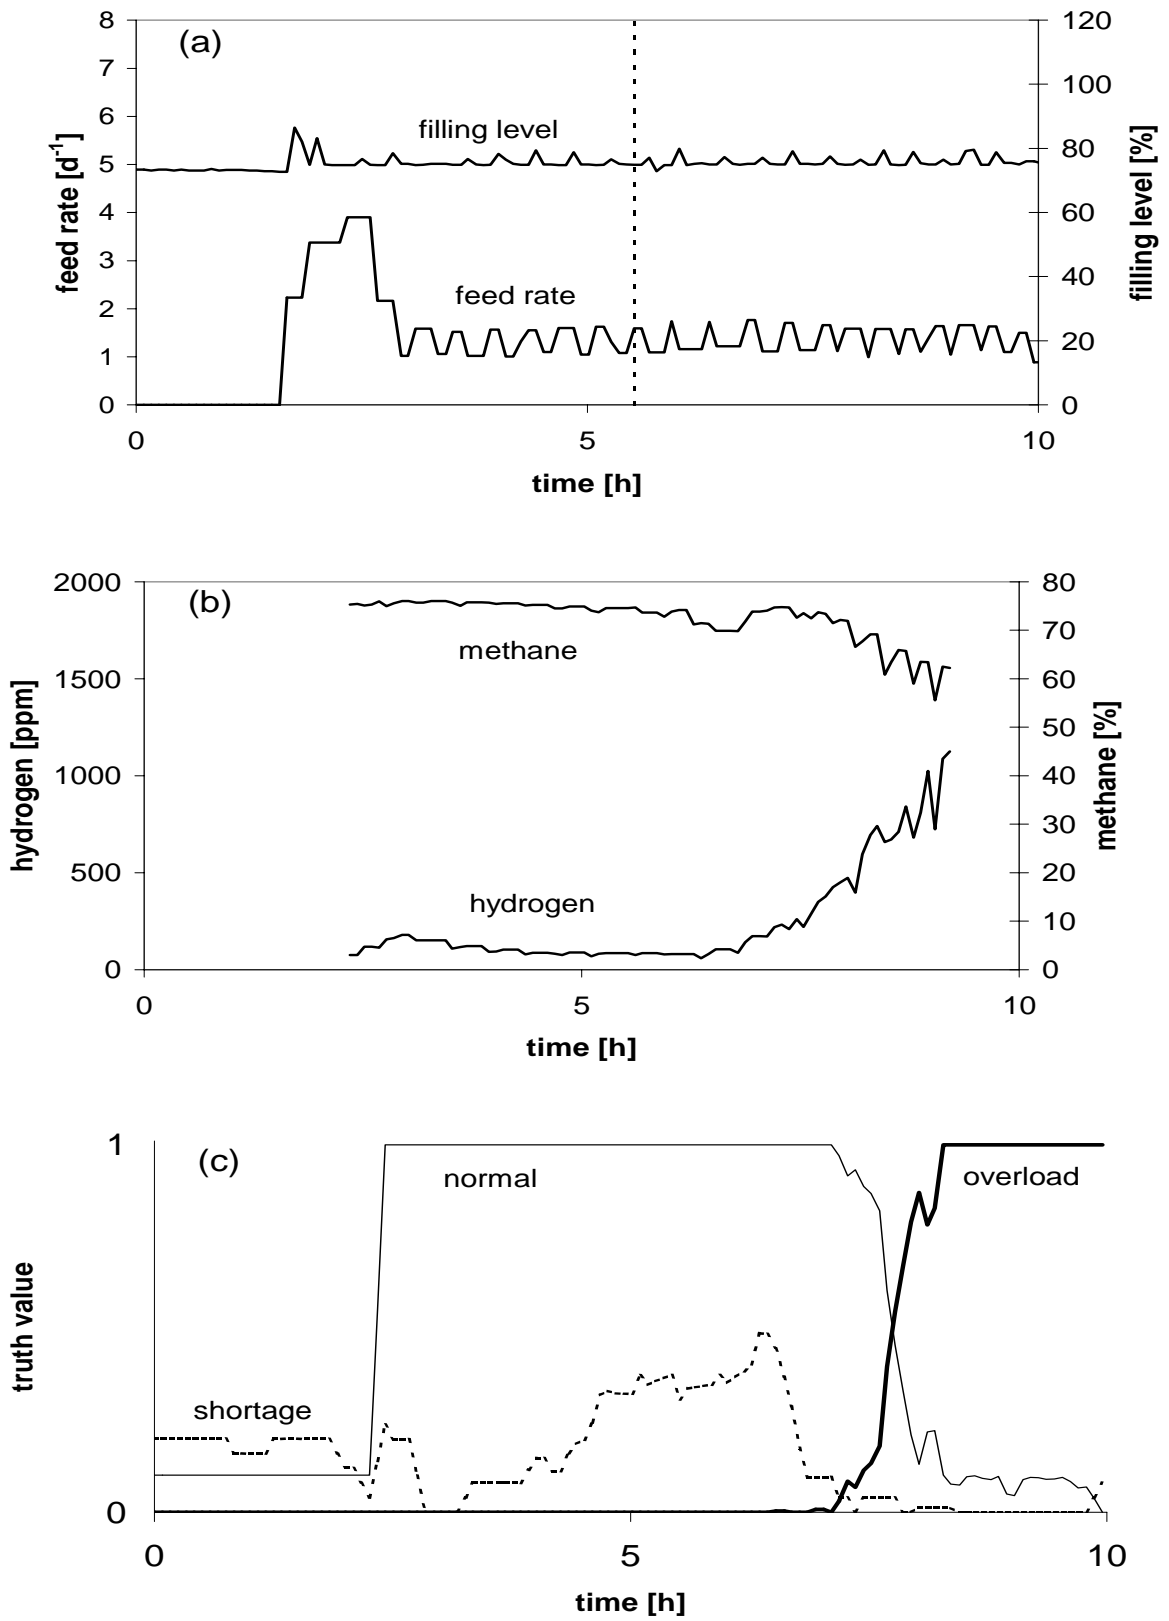 (a)
8
7
6
5
4
3
2
1
0
feed rate [d-1]
120
100
80
60
40
20
0
filling level [%]
filling level
feed rate
0 5 10
time [h]
(b)
2000
1500
1000
500
0
hydrogen [ppm]
80
70
60
50
40
30
20
10
0
methane [%]
methane
hydrogen
0 5 10
time [h]
(c)
1
0
truth value
normal
overload
shortage
0 5 10
time [h]